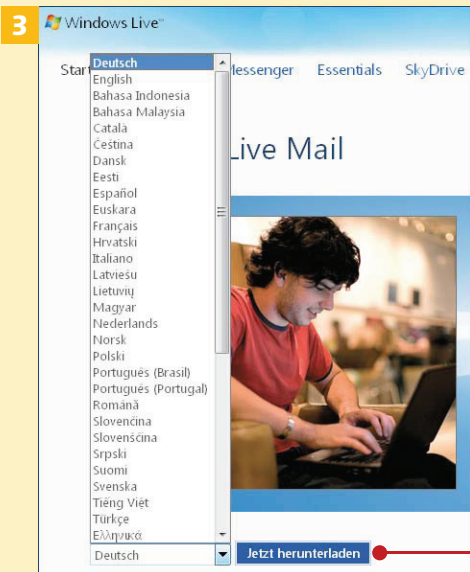 3
Windows Live™
Start
Messenger Essentials SkyDrive
Live Mail
Deutsch
English
Bahasa Indonesia
Bahasa Malaysia
Català
Čeština
Dansk
Eesti
Español
Euskara
Français
Hrvatski
Italiano
Latviešu
Lietuvių
Magyar
Nederlands
Norsk
Polski
Português (Brasil)
Português (Portugal)
Română
Slovenčina
Slovenščina
Srpski
Suomi
Svenska
Tiếng Việt
Türkçe
Ελληνικά
Deutsch Jetzt herunterladen